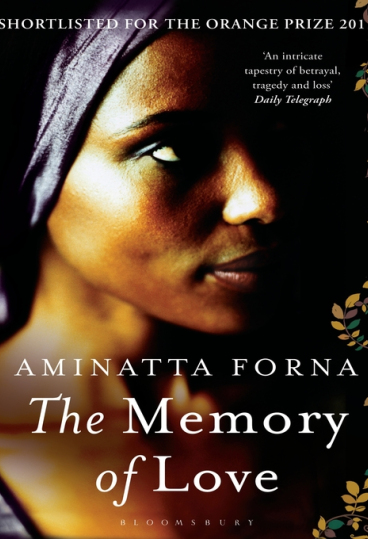 SHORTLISTED FOR THE ORANGE PRIZE 201
'An intricate
tapestry of betrayal,
tragedy and loss'
Daily Telegraph
AMINATTA FORNA
The Memory
of Love
BLOOMSBURY